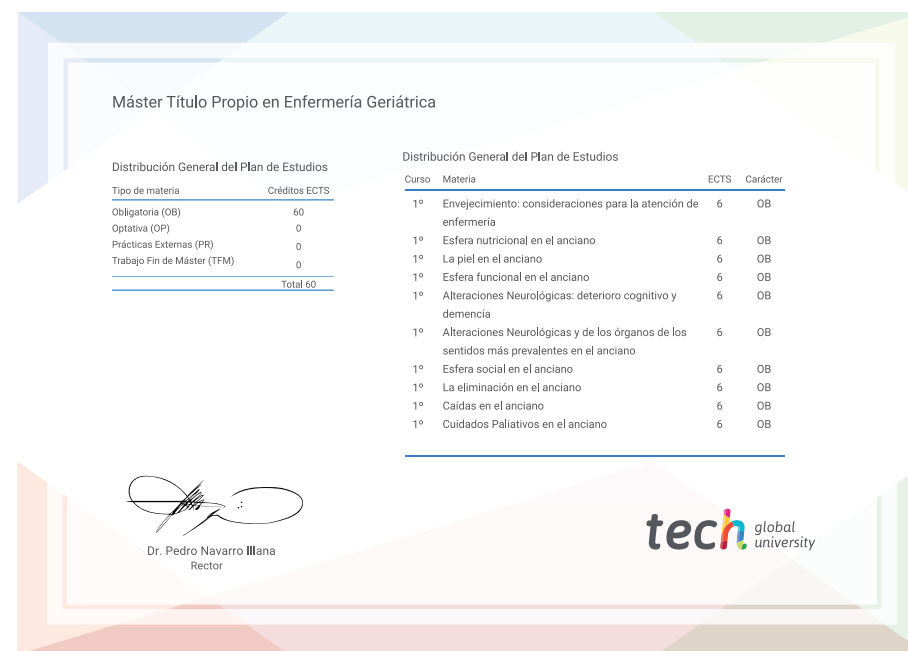 Máster Título Propio en Enfermería Geriátrica
Distribución General del Plan de Estudios
Tipo de materia Créditos ECTS
Obligatoria (OB) 60
Optativa (OP) 0
Prácticas Externas (PR) 0
Trabajo Fin de Máster (TFM) 0
Total 60
Distribución General del Plan de Estudios
Curso Materia ECTS Carácter
1º Envejecimiento: consideraciones para la atención de 6 OB
enfermería
1º Esfera nutricional en el anciano 6 OB
1º La piel en el anciano 6 OB
1º Esfera funcional en el anciano 6 OB
1º Alteraciones Neurológicas: deterioro cognitivo y 6 OB
demencia
1º Alteraciones Neurológicas y de los órganos de los 6 OB
sentidos más prevalentes en el anciano
1º Esfera social en el anciano 6 OB
1º La eliminación en el anciano 6 OB
1º Caídas en el anciano 6 OB
1º Cuidados Paliativos en el anciano 6 OB
Dr. Pedro Navarro Illana
Rector
tech global
university